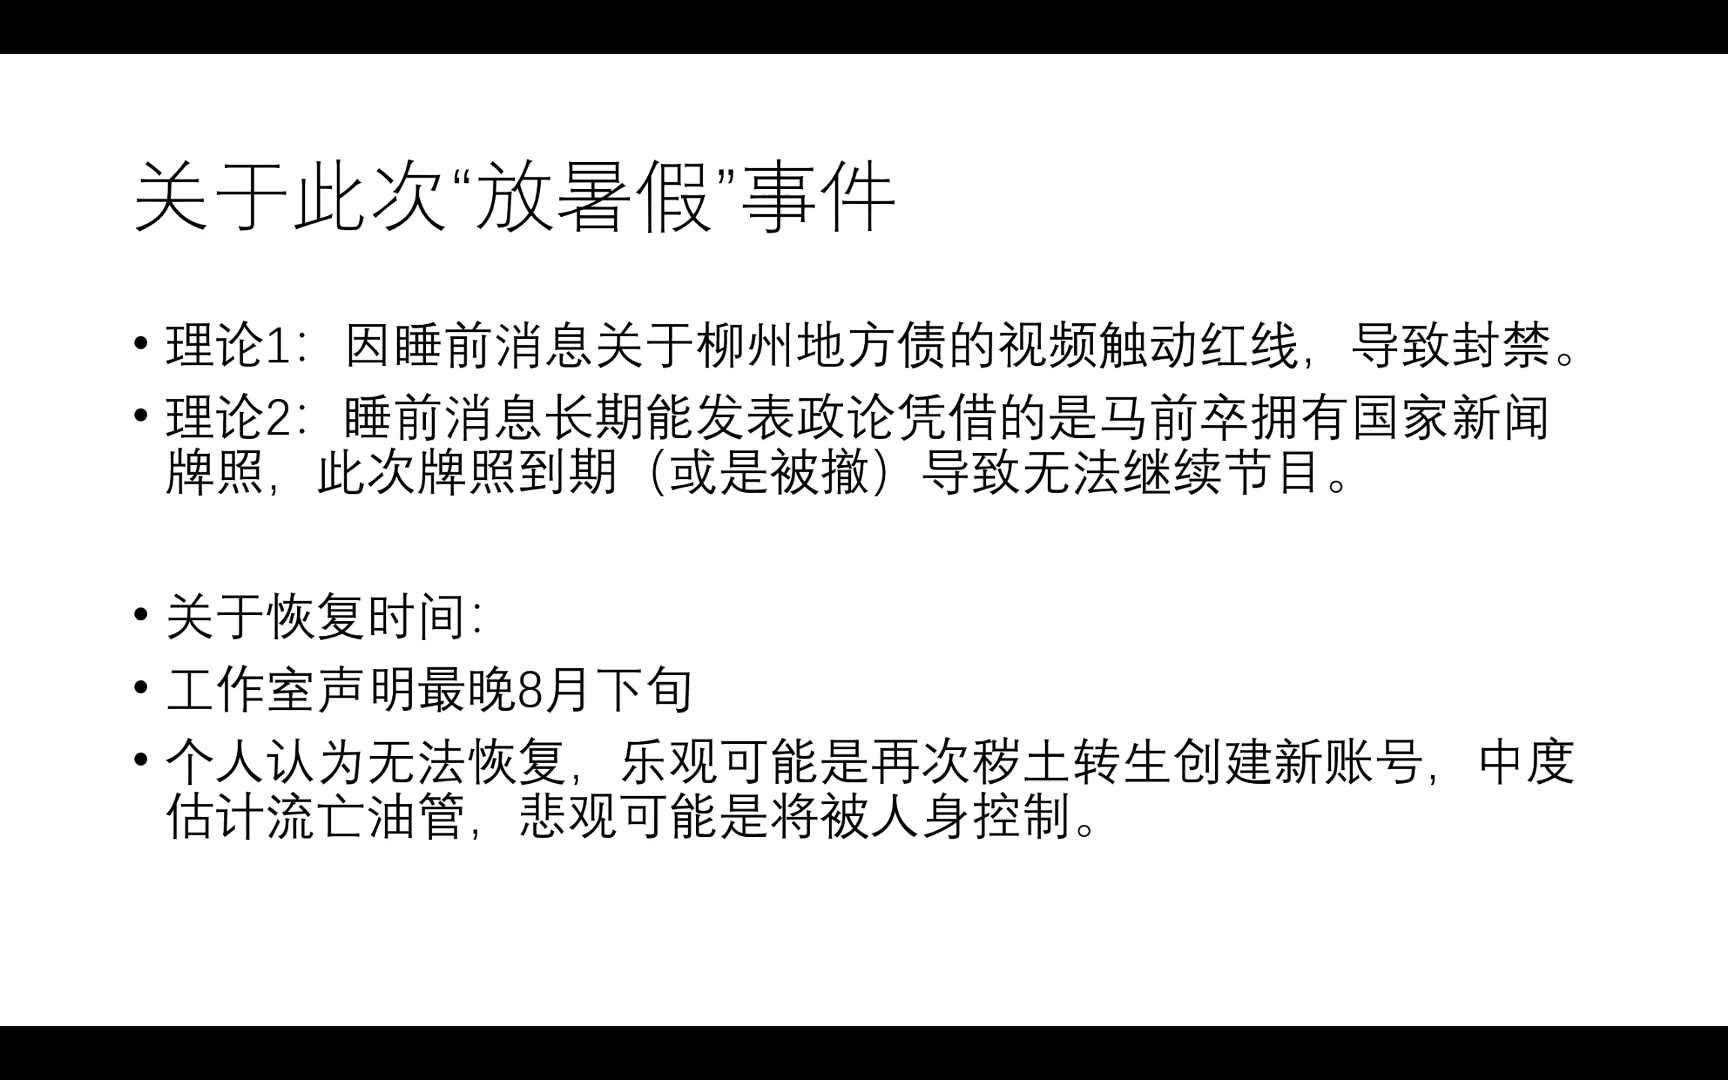 关于此次“放暑假”事件
• 理论1：因睡前消息关于柳州地方债的视频触动红线，导致封禁。
• 理论2：睡前消息长期能发表政论凭借的是马前卒拥有国家新闻
牌照，此次牌照到期（或是被撤）导致无法继续节目。
• 关于恢复时间：
• 工作室声明最晚8月下旬
• 个人认为无法恢复，乐观可能是再次秽土转生创建新账号，中度
估计流亡油管，悲观可能是将被人身控制。